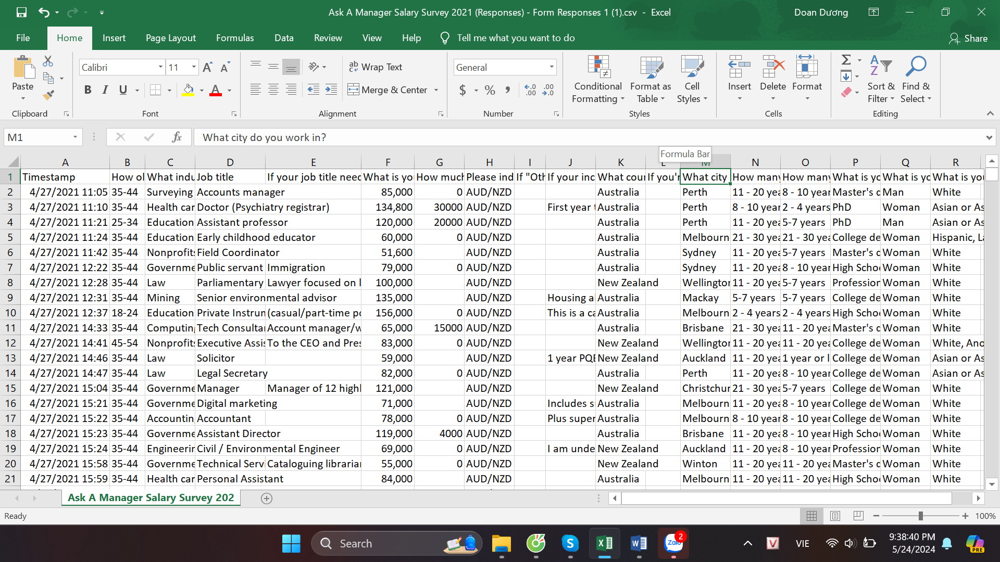 Ask A Manager Salary Survey 2021 (Responses) - Form Responses 1 (1).csv - Excel
Doan Dương
File Home Insert Page Layout Formulas Data Review View Help Tell me what you want to do Share
Paste
Clipboard
Calibri 11
B I U
Font
Wrap Text
Merge & Center
Alignment
General
$ % ,
Number
Conditional Formatting
Format as Table
Cell Styles
Styles
Insert Delete Format
Cells
Sort & Filter
Find & Select
Editing
M1 fx What city do you work in?
Formula Bar
A B C D E F G H I J K L M N O P Q R
1 Timestamp How ol What indu Job title If your job title need What is yo How much Please ind If "Oth If your inc What cour If you'r What city How many How many What is yo What is yo What is you
2 4/27/2021 11:05 35-44 Surveying Accounts manager 85,000 0 AUD/NZD Australia Perth 11 - 20 yea 8 - 10 year Master's d Man White
3 4/27/2021 11:10 35-44 Health car Doctor (Psychiatry registrar) 134,800 30000 AUD/NZD First year t Australia Perth 8 - 10 year 2 - 4 years PhD Woman Asian or As
4 4/27/2021 11:21 25-34 Education Assistant professor 120,000 20000 AUD/NZD Australia Perth 11 - 20 yea 5-7 years PhD Man Asian or As
5 4/27/2021 11:24 35-44 Education Early childhood educator 60,000 0 AUD/NZD Australia Melbourn 21 - 30 yea 21 - 30 yea College de Woman Hispanic, La
6 4/27/2021 11:42 35-44 Nonprofits Field Coordinator 51,600 AUD/NZD Australia Sydney 11 - 20 yea 5-7 years Master's d Woman White
7 4/27/2021 12:22 35-44 Governme Public servant Immigration 79,000 0 AUD/NZD Australia Sydney 11 - 20 yea 8 - 10 year High Schoo Woman White
8 4/27/2021 12:28 35-44 Law Parliamentary Lawyer focused on l 100,000 AUD/NZD New Zealand Wellington 11 - 20 yea 5-7 years Profession Woman White
9 4/27/2021 12:31 35-44 Mining Senior environmental advisor 135,000 AUD/NZD Housing al Australia Mackay 5-7 years 5-7 years College de Woman White
10 4/27/2021 12:37 18-24 Education Private Instrum (casual/part-time po 156,000 0 AUD/NZD This is a ca Australia Melbourn 2 - 4 years 2 - 4 years High Schoo Woman White
11 4/27/2021 14:33 35-44 Computing Tech Consultan Account manager/w 65,000 15000 AUD/NZD Australia Brisbane 21 - 30 yea 11 - 20 yea Master's d Woman White
12 4/27/2021 14:41 45-54 Nonprofits Executive Assis To the CEO and Pres 83,000 0 AUD/NZD New Zealand Wellington 11 - 20 yea 11 - 20 yea College de Woman White, Ano
13 4/27/2021 14:46 35-44 Law Solicitor 59,000 AUD/NZD 1 year PQE New Zealand Auckland 11 - 20 yea 1 year or l College de Woman Asian or As
14 4/27/2021 14:47 35-44 Law Legal Secretary 82,000 0 AUD/NZD Australia Perth 11 - 20 yea 8 - 10 year College de Woman Asian or As
15 4/27/2021 15:04 35-44 Governme Manager Manager of 12 highl 121,000 AUD/NZD New Zealand Christchur 21 - 30 yea 5-7 years College de Woman White
16 4/27/2021 15:21 35-44 Governme Digital marketing 71,000 AUD/NZD Includes s Australia Melbourn 11 - 20 yea 8 - 10 year College de Woman White
17 4/27/2021 15:22 35-44 Accountin Accountant 78,000 0 AUD/NZD Plus super Australia Melbourn 8 - 10 year 8 - 10 year College de Woman White
18 4/27/2021 15:23 35-44 Governme Assistant Director 119,000 4000 AUD/NZD Australia Brisbane 11 - 20 yea 8 - 10 year High Schoo Woman White
19 4/27/2021 15:24 35-44 Engineerin Civil / Environmental Engineer 69,000 0 AUD/NZD I am unde New Zealand Auckland 11 - 20 yea 8 - 10 year Profession Woman White
20 4/27/2021 15:58 35-44 Governme Technical Servi Cataloguing librarian 55,000 0 AUD/NZD New Zealand Winton 11 - 20 yea 11 - 20 yea Master's d Woman White
21 4/27/2021 15:59 35-44 Health car Personal Assistant 84,000 AUD/NZD Australia Melbourn 11 - 20 yea 11 - 20 yea High Schoo Woman White
Ask A Manager Salary Survey 202
Ready 100%
Search Zalo 2 VIE 9:38:40 PM
5/24/2024 PRE